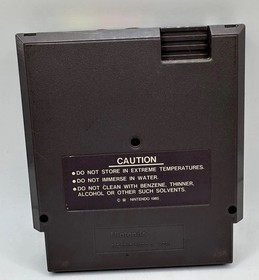 CAUTION
•DO NOT STORE IN EXTREME TEMPERATURES.
•DO NOT IMMERSE IN WATER.
•DO NOT CLEAN WITH BENZENE, THINNER,
ALCOHOL OR OTHER SUCH SOLVENTS.
© NINTENDO 1985